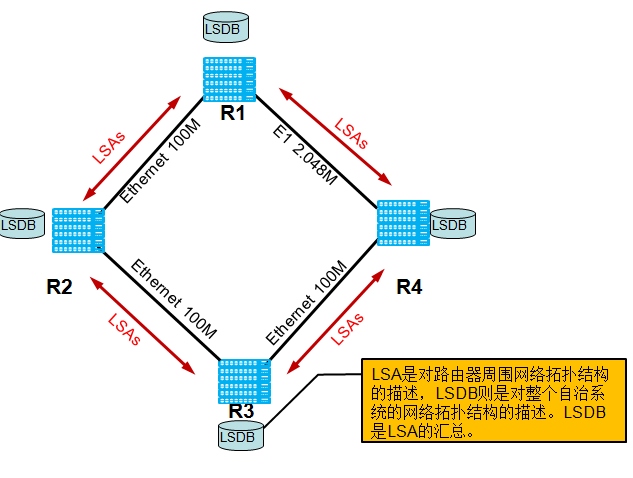 LSDB
R1
LSAs
Ethernet 100M
E1 2.048M
LSAs
LSDB
R2
LSDB
R4
Ethernet 100M
LSAs
Ethernet 100M
LSAs
R3
LSDB
LSA是对路由器周围网络拓扑结构
的描述，LSDB则是对整个自治系
统的网络拓扑结构的描述。LSDB
是LSA的汇总。